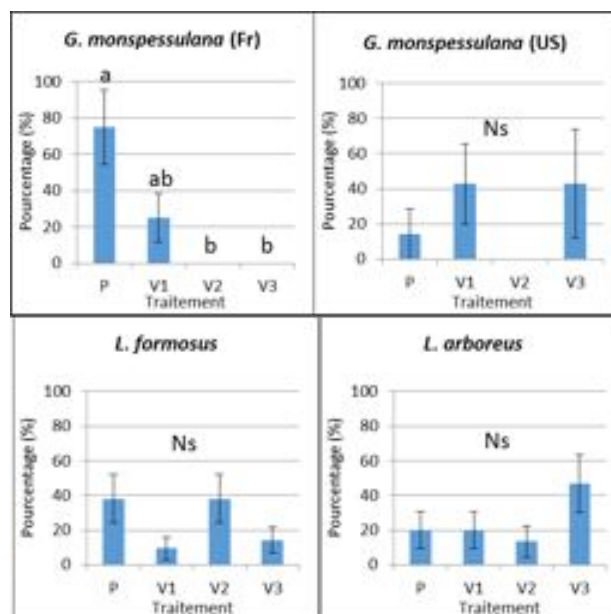 G. monspessulana (Fr)
a
100
80
60
40
20
0
Pourcentage (%)
ab
b
b
P V1 V2 V3
Traitement
G. monspessulana (US)
100
80
60
40
20
0
Pourcentage (%)
Ns
P V1 V2 V3
Traitement
L. formosus
100
80
60
40
20
0
Pourcentage (%)
Ns
P V1 V2 V3
Traitement
L. arboreus
100
80
60
40
20
0
Pourcentage (%)
Ns
P V1 V2 V3
Traitement